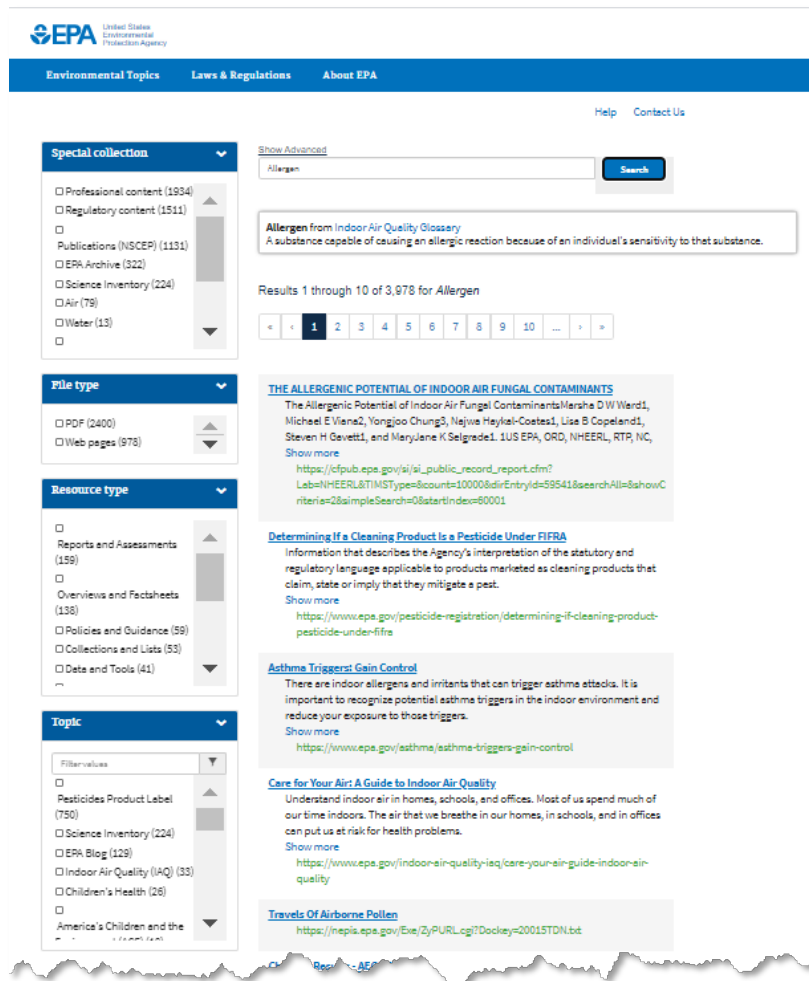 EPA
United States
Environmental
Protection Agency
Environmental Topics Laws & Regulations About EPA
Help Contact Us
Special collection
Professional content (1934)
Regulatory content (1511)
Publications (NSCEP) (1131)
EPA Archive (322)
Science Inventory (224)
Air (79)
Water (13)
File type
PDF (2400)
Web pages (978)
Resource type
Reports and Assessments
(159)
Overviews and Factsheets
(138)
Policies and Guidance (59)
Collections and Lists (53)
Data and Tools (41)
Topic
Filter values
Pesticides Product Label
(750)
Science Inventory (224)
EPA Blog (129)
Indoor Air Quality (IAQ) (33)
Children's Health (26)
America's Children and the
Show Advanced
Allergen
Search
Allergen from Indoor Air Quality Glossary
A substance capable of causing an allergic reaction because of an individual's sensitivity to that substance.
Results 1 through 10 of 3,978 for Allergen
« ‹ 1 2 3 4 5 6 7 8 9 10 ... › »
THE ALLERGENIC POTENTIAL OF INDOOR AIR FUNGAL CONTAMINANTS
The Allergenic Potential of Indoor Air Fungal ContaminantsMarsha D W Ward1,
Michael E Viana2, Yongjoo Chung3, Najwa Haykal-Coates1, Lisa B Copeland1,
Steven H Gavett1, and MaryJane K Selgrade1. 1US EPA, ORD, NHEERL, RTP, NC,
Show more
https://cfpub.epa.gov/si/si_public_record_report.cfm?
Lab=NHEERL&TIMSType=&count=10000&dirEntryId=59541&searchAll=&showC
riteria=2&simpleSearch=0&startIndex=60001
Determining If a Cleaning Product Is a Pesticide Under FIFRA
Information that describes the Agency's interpretation of the statutory and
regulatory language applicable to products marketed as cleaning products that
claim, state or imply that they mitigate a pest.
Show more
https://www.epa.gov/pesticide-registration/determining-if-cleaning-product-
pesticide-under-fifra
Asthma Triggers: Gain Control
There are indoor allergens and irritants that can trigger asthma attacks. It is
important to recognize potential asthma triggers in the indoor environment and
reduce your exposure to those triggers.
Show more
https://www.epa.gov/asthma/asthma-triggers-gain-control
Care for Your Air: A Guide to Indoor Air Quality
Understand indoor air in homes, schools, and offices. Most of us spend much of
our time indoors. The air that we breathe in our homes, in schools, and in offices
can put us at risk for health problems.
Show more
https://www.epa.gov/indoor-air-quality-iaq/care-your-air-guide-indoor-air-
quality
Travels Of Airborne Pollen
https://nepis.epa.gov/Exe/ZyPURL.cgi?Dockey=20015TDN.txt